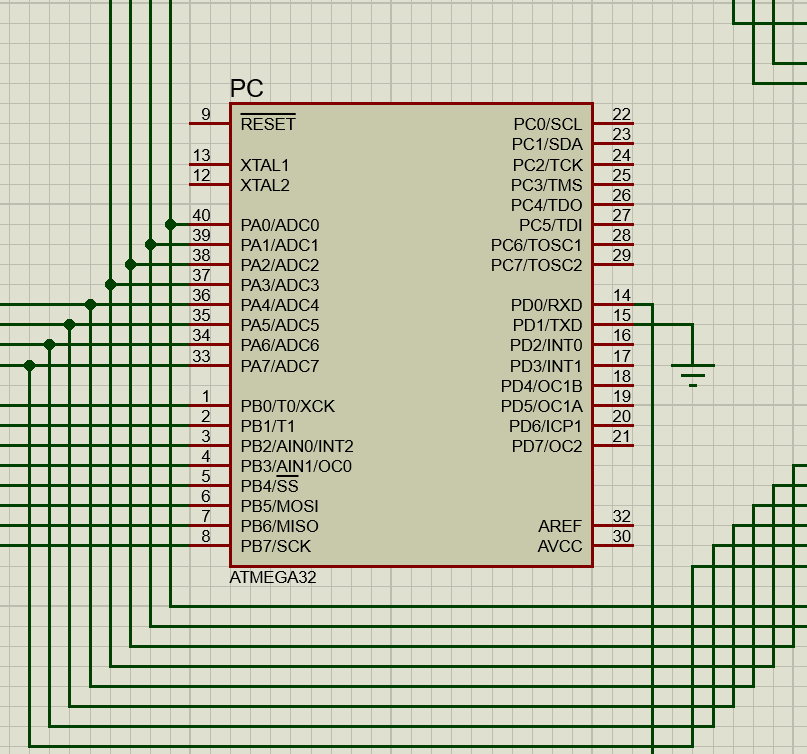 PC
9 RESET PC0/SCL 22
PC1/SDA 23
13 XTAL1 PC2/TCK 24
12 XTAL2 PC3/TMS 25
PC4/TDO 26
40 PA0/ADC0 PC5/TDI 27
39 PA1/ADC1 PC6/TOSC1 28
38 PA2/ADC2 PC7/TOSC2 29
37 PA3/ADC3
36 PA4/ADC4 PD0/RXD 14
35 PA5/ADC5 PD1/TXD 15
34 PA6/ADC6 PD2/INT0 16
33 PA7/ADC7 PD3/INT1 17
PD4/OC1B 18
1 PB0/T0/XCK PD5/OC1A 19
2 PB1/T1 PD6/ICP1 20
3 PB2/AIN0/INT2 PD7/OC2 21
4 PB3/AIN1/OC0
5 PB4/SS
6 PB5/MOSI
7 PB6/MISO AREF 32
8 PB7/SCK AVCC 30
ATMEGA32